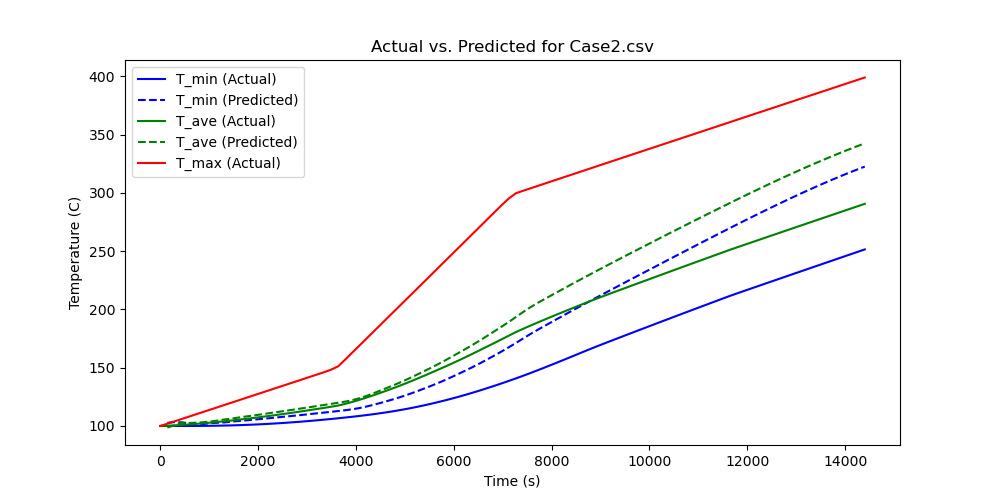 Actual vs. Predicted for Case2.csv
T_min (Actual)
T_min (Predicted)
T_ave (Actual)
T_ave (Predicted)
T_max (Actual)
400
350
300
250
200
150
100
Temperature (C)
0 2000 4000 6000 8000 10000 12000 14000
Time (s)